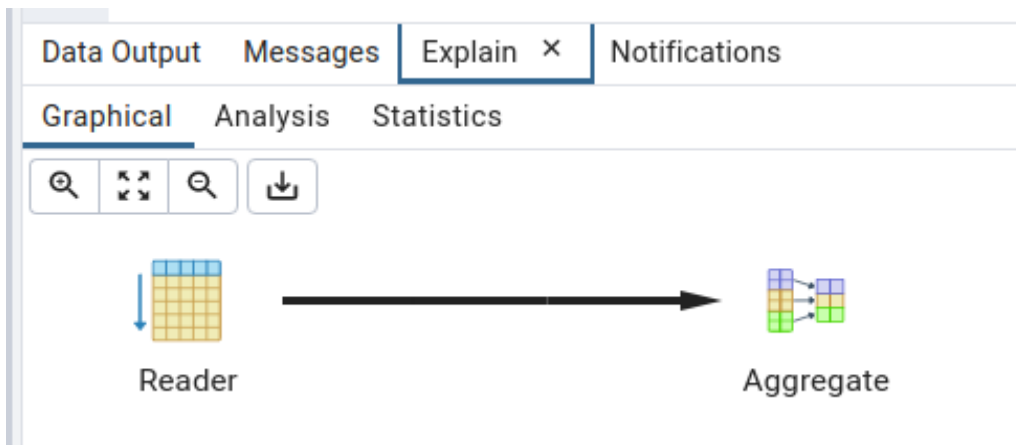 Data Output Messages Explain × Notifications
Graphical Analysis Statistics
Reader Aggregate